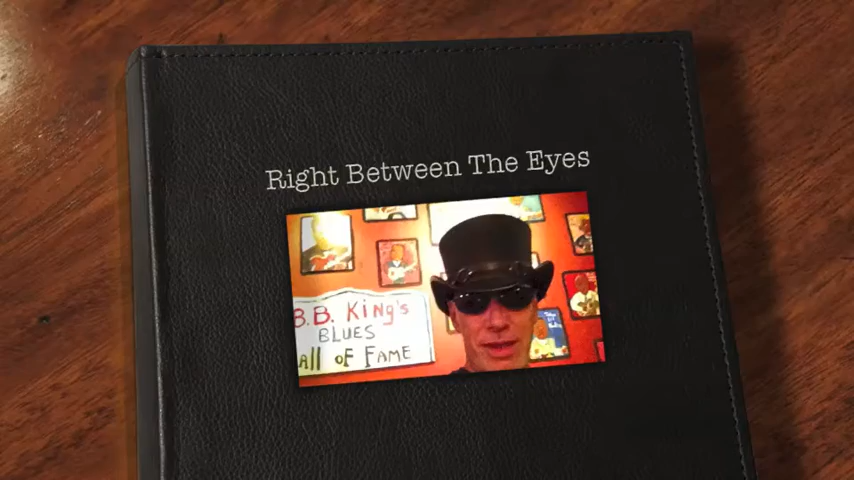 Right Between The Eyes
B.B. King's
BLUES
all of FAME